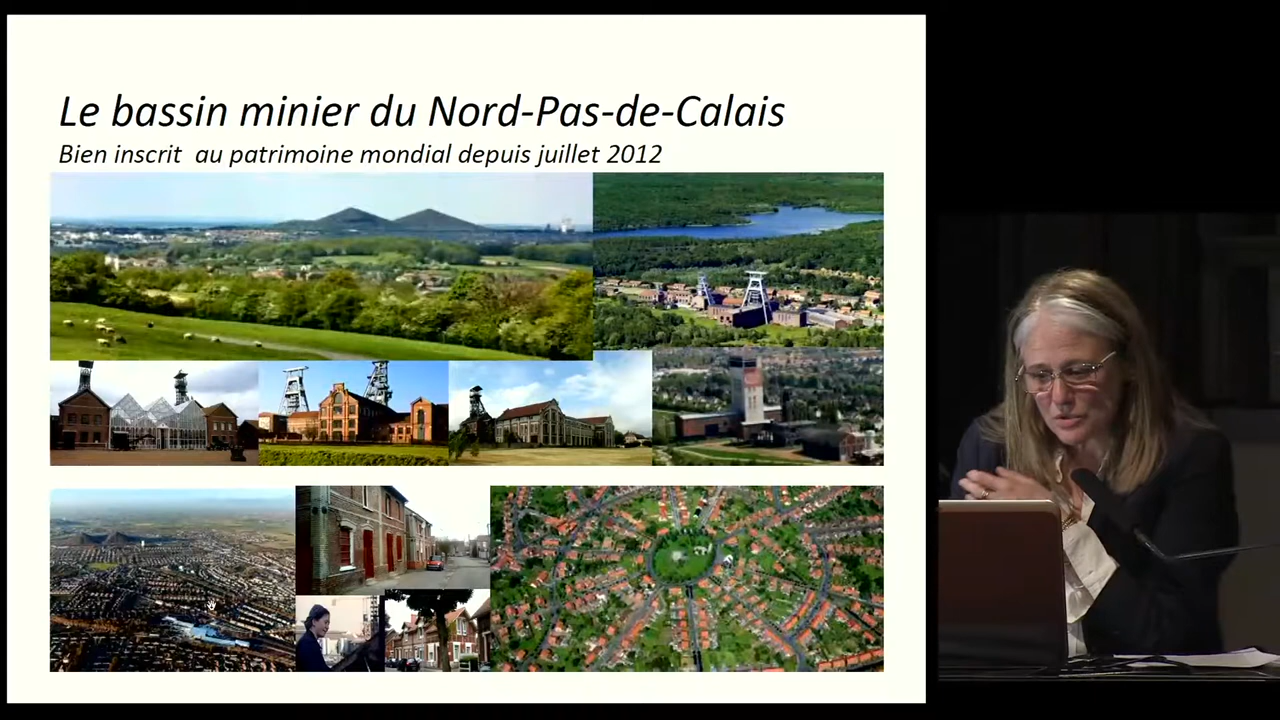 Le bassin minier du Nord-Pas-de-Calais
Bien inscrit au patrimoine mondial depuis juillet 2012